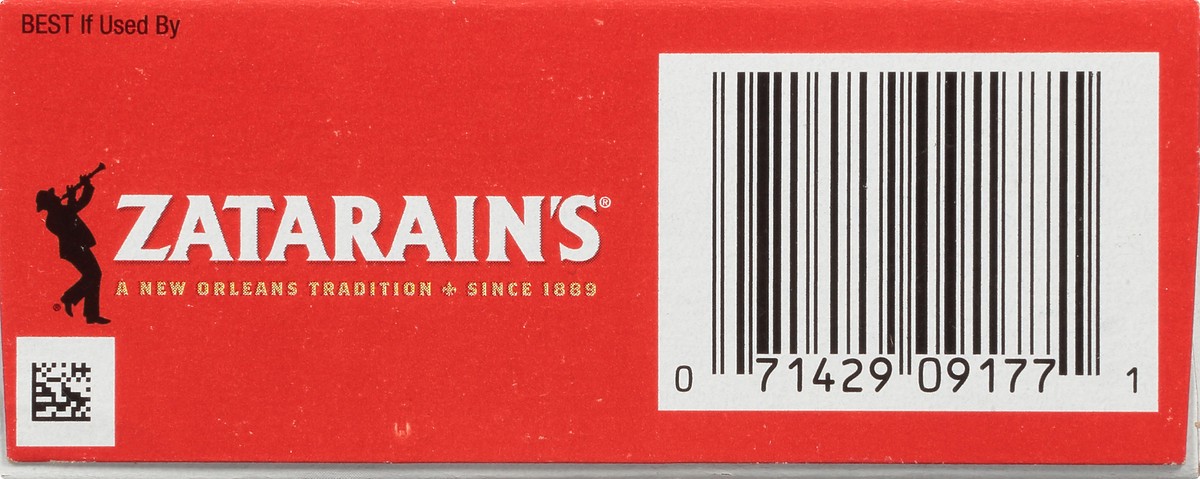 BEST If Used By
ZATARAIN'S®
A NEW ORLEANS TRADITION ⚜ SINCE 1889
®
0 71429 09177 1